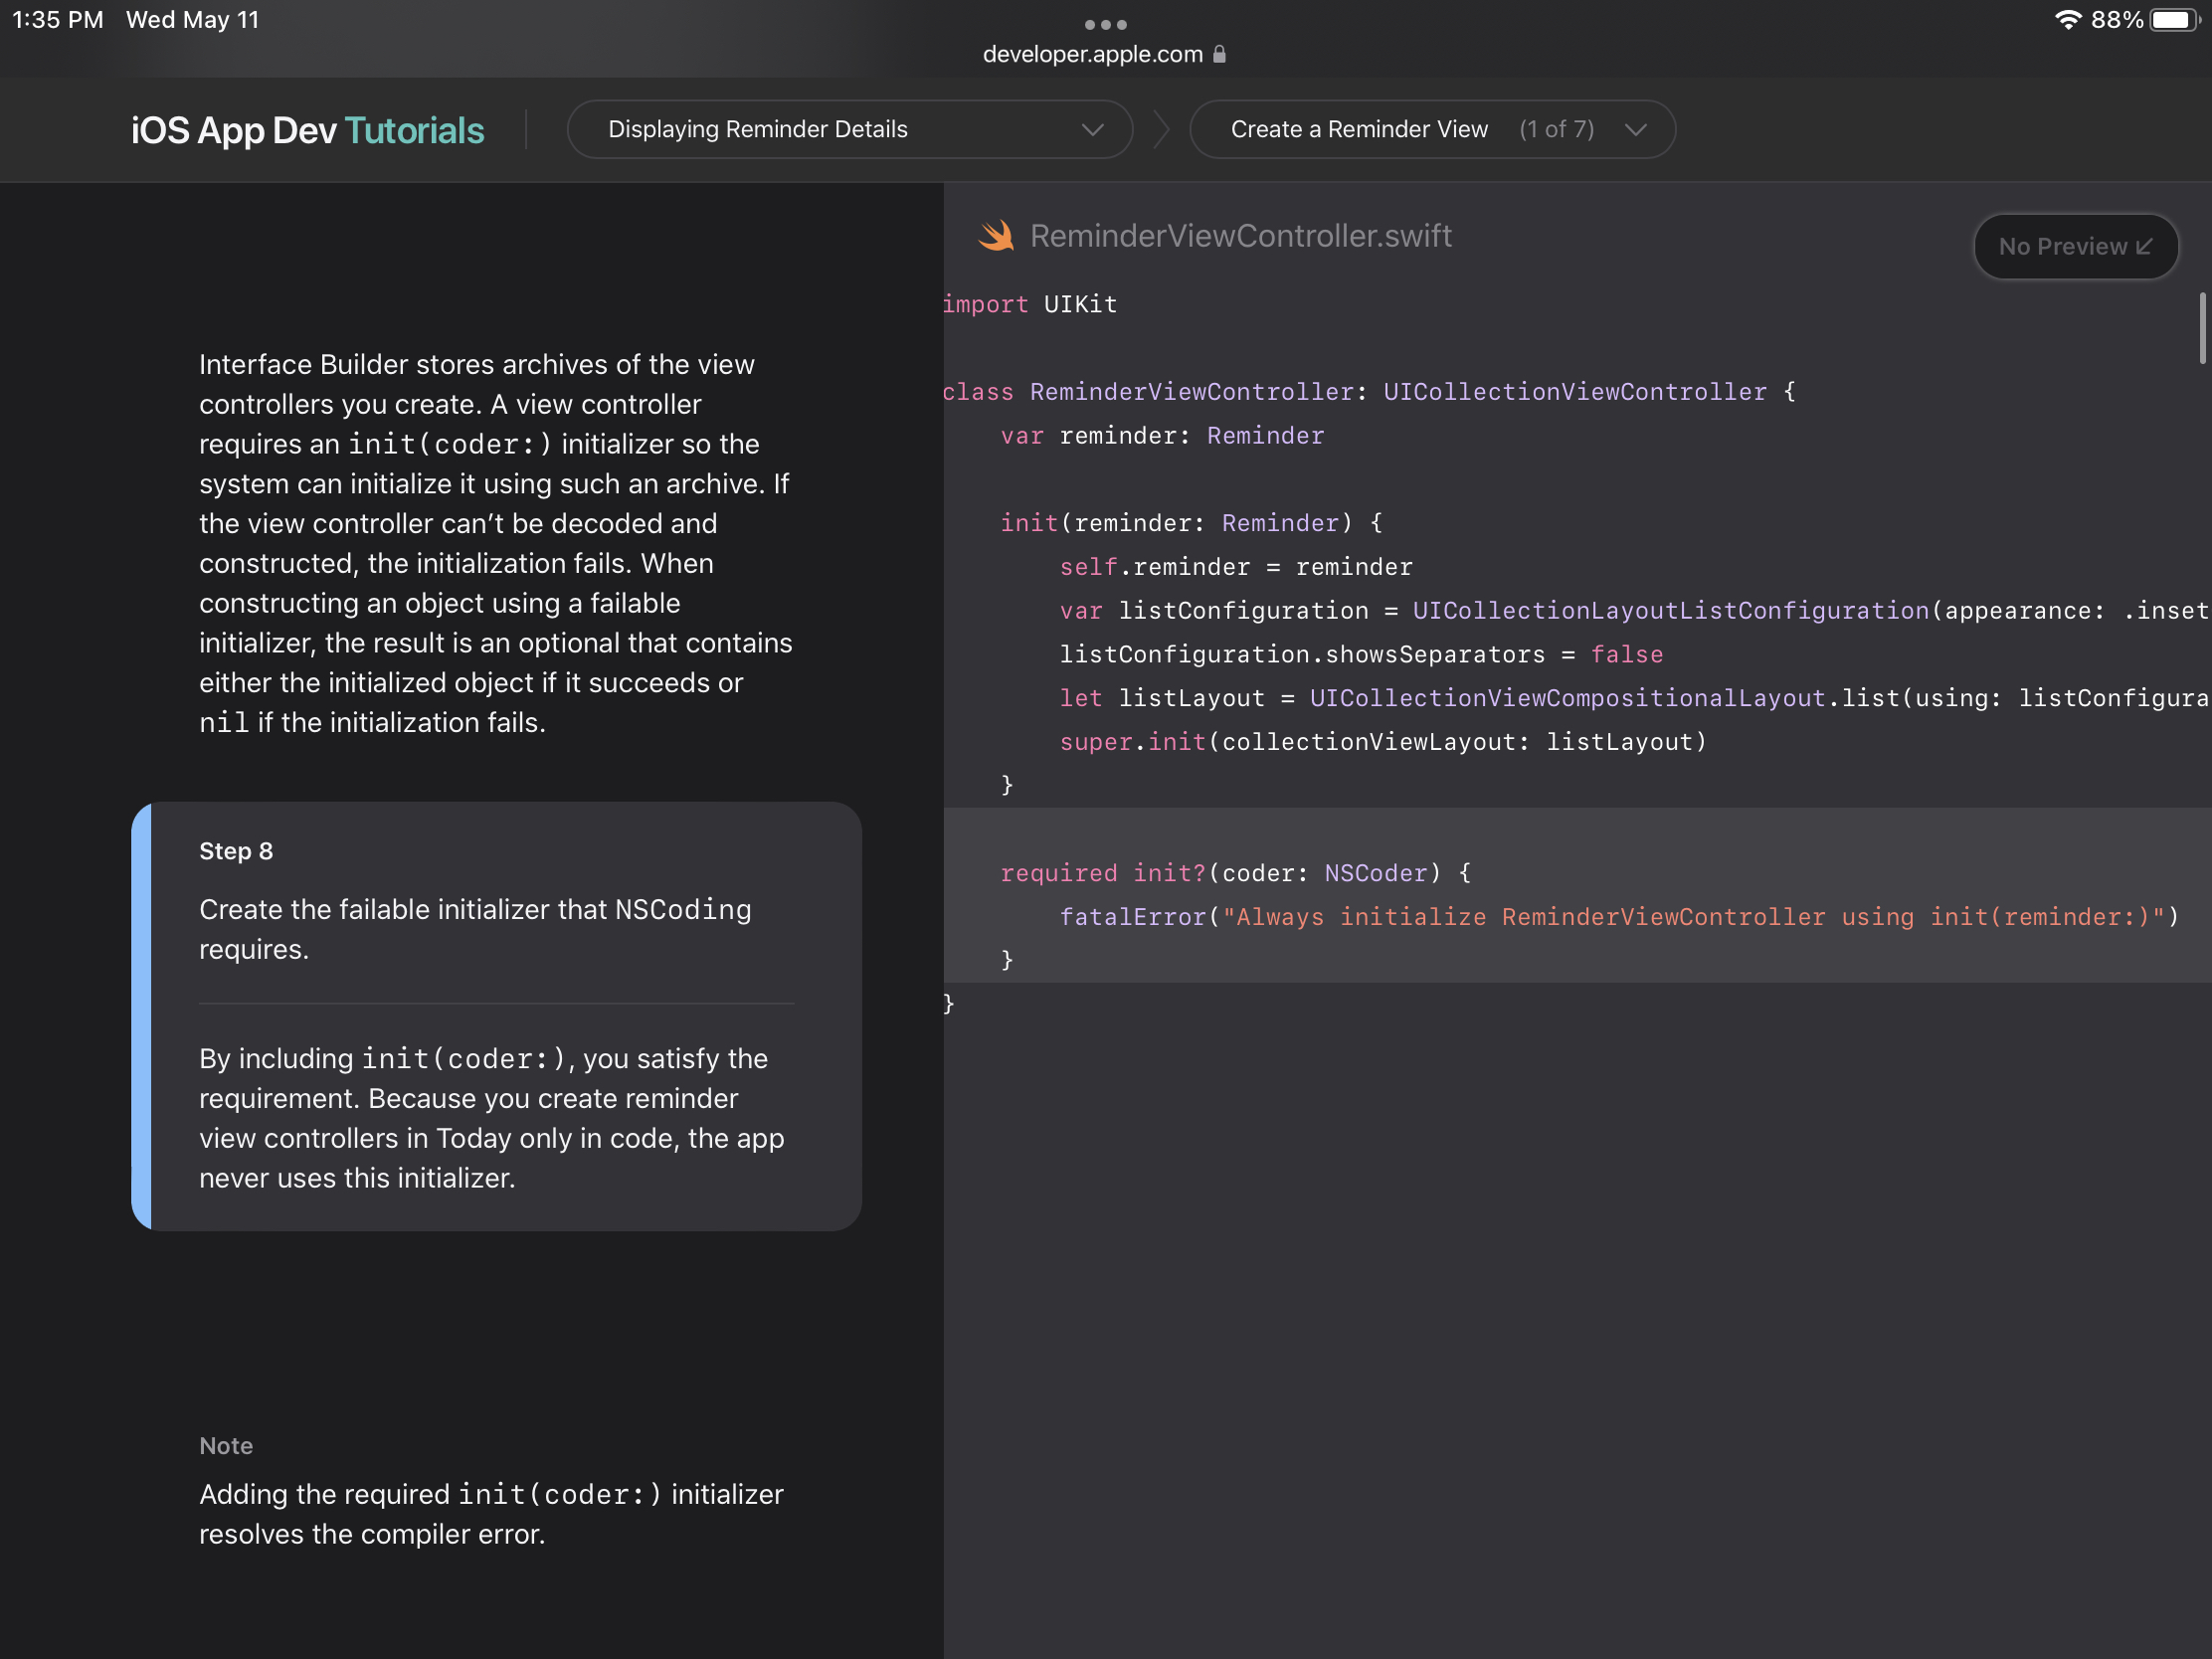 1:35 PM Wed May 11
88%
developer.apple.com
iOS App Dev Tutorials
Displaying Reminder Details
Create a Reminder View (1 of 7)
Interface Builder stores archives of the view
controllers you create. A view controller
requires an init(coder:) initializer so the
system can initialize it using such an archive. If
the view controller can’t be decoded and
constructed, the initialization fails. When
constructing an object using a failable
initializer, the result is an optional that contains
either the initialized object if it succeeds or
nil if the initialization fails.
Step 8
Create the failable initializer that NSCoding
requires.
By including init(coder:), you satisfy the
requirement. Because you create reminder
view controllers in Today only in code, the app
never uses this initializer.
Note
Adding the required init(coder:) initializer
resolves the compiler error.
ReminderViewController.swift
No Preview
import UIKit
class ReminderViewController: UICollectionViewController {
    var reminder: Reminder
    init(reminder: Reminder) {
        self.reminder = reminder
        var listConfiguration = UICollectionLayoutListConfiguration(appearance: .inset
        listConfiguration.showsSeparators = false
        let listLayout = UICollectionViewCompositionalLayout.list(using: listConfigura
        super.init(collectionViewLayout: listLayout)
    }
    required init?(coder: NSCoder) {
        fatalError("Always initialize ReminderViewController using init(reminder:)")
    }
}